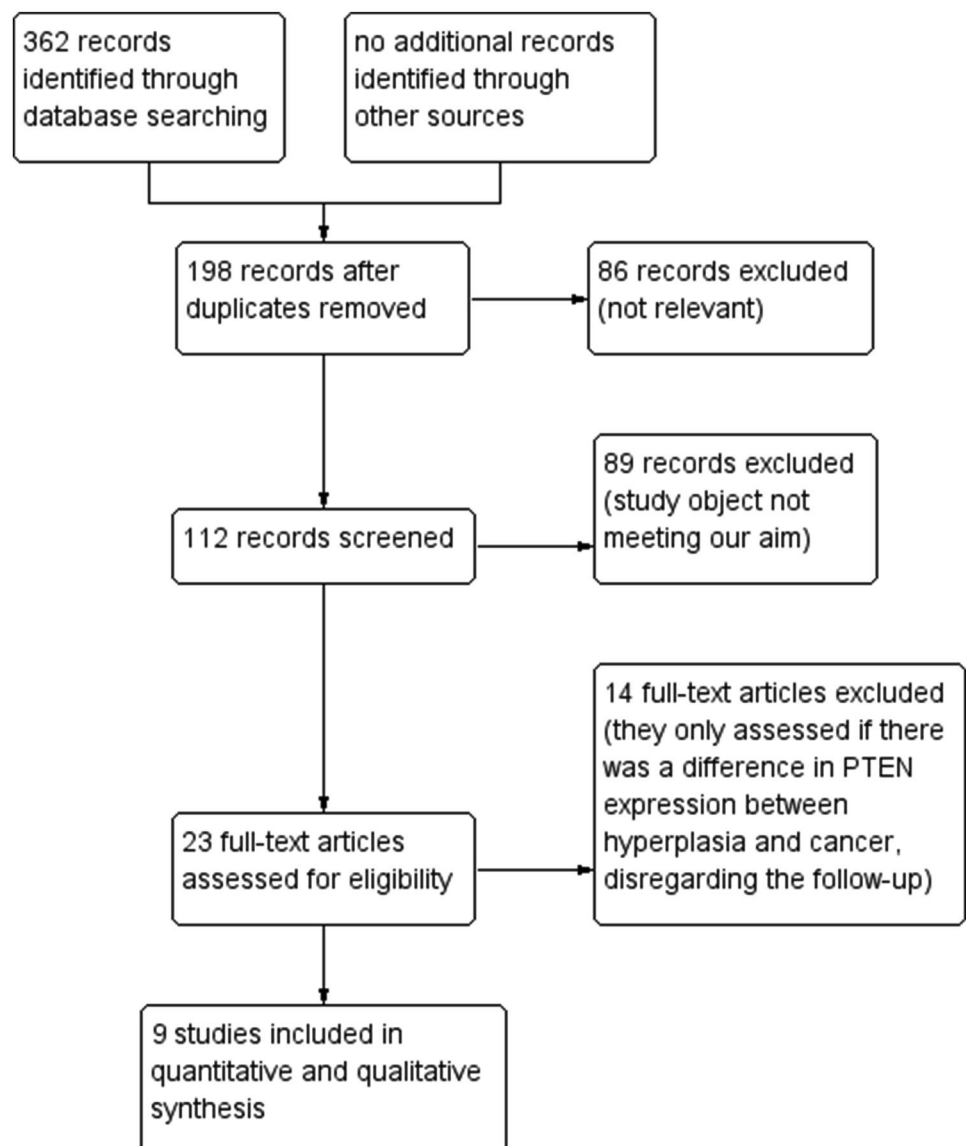 362 records
identified through
database searching
no additional records
identified through
other sources
198 records after
duplicates removed
86 records excluded
(not relevant)
112 records screened
89 records excluded
(study object not
meeting our aim)
23 full-text articles
assessed for eligibility
14 full-text articles excluded
(they only assessed if there
was a difference in PTEN
expression between
hyperplasia and cancer,
disregarding the follow-up)
9 studies included in
quantitative and qualitative
synthesis